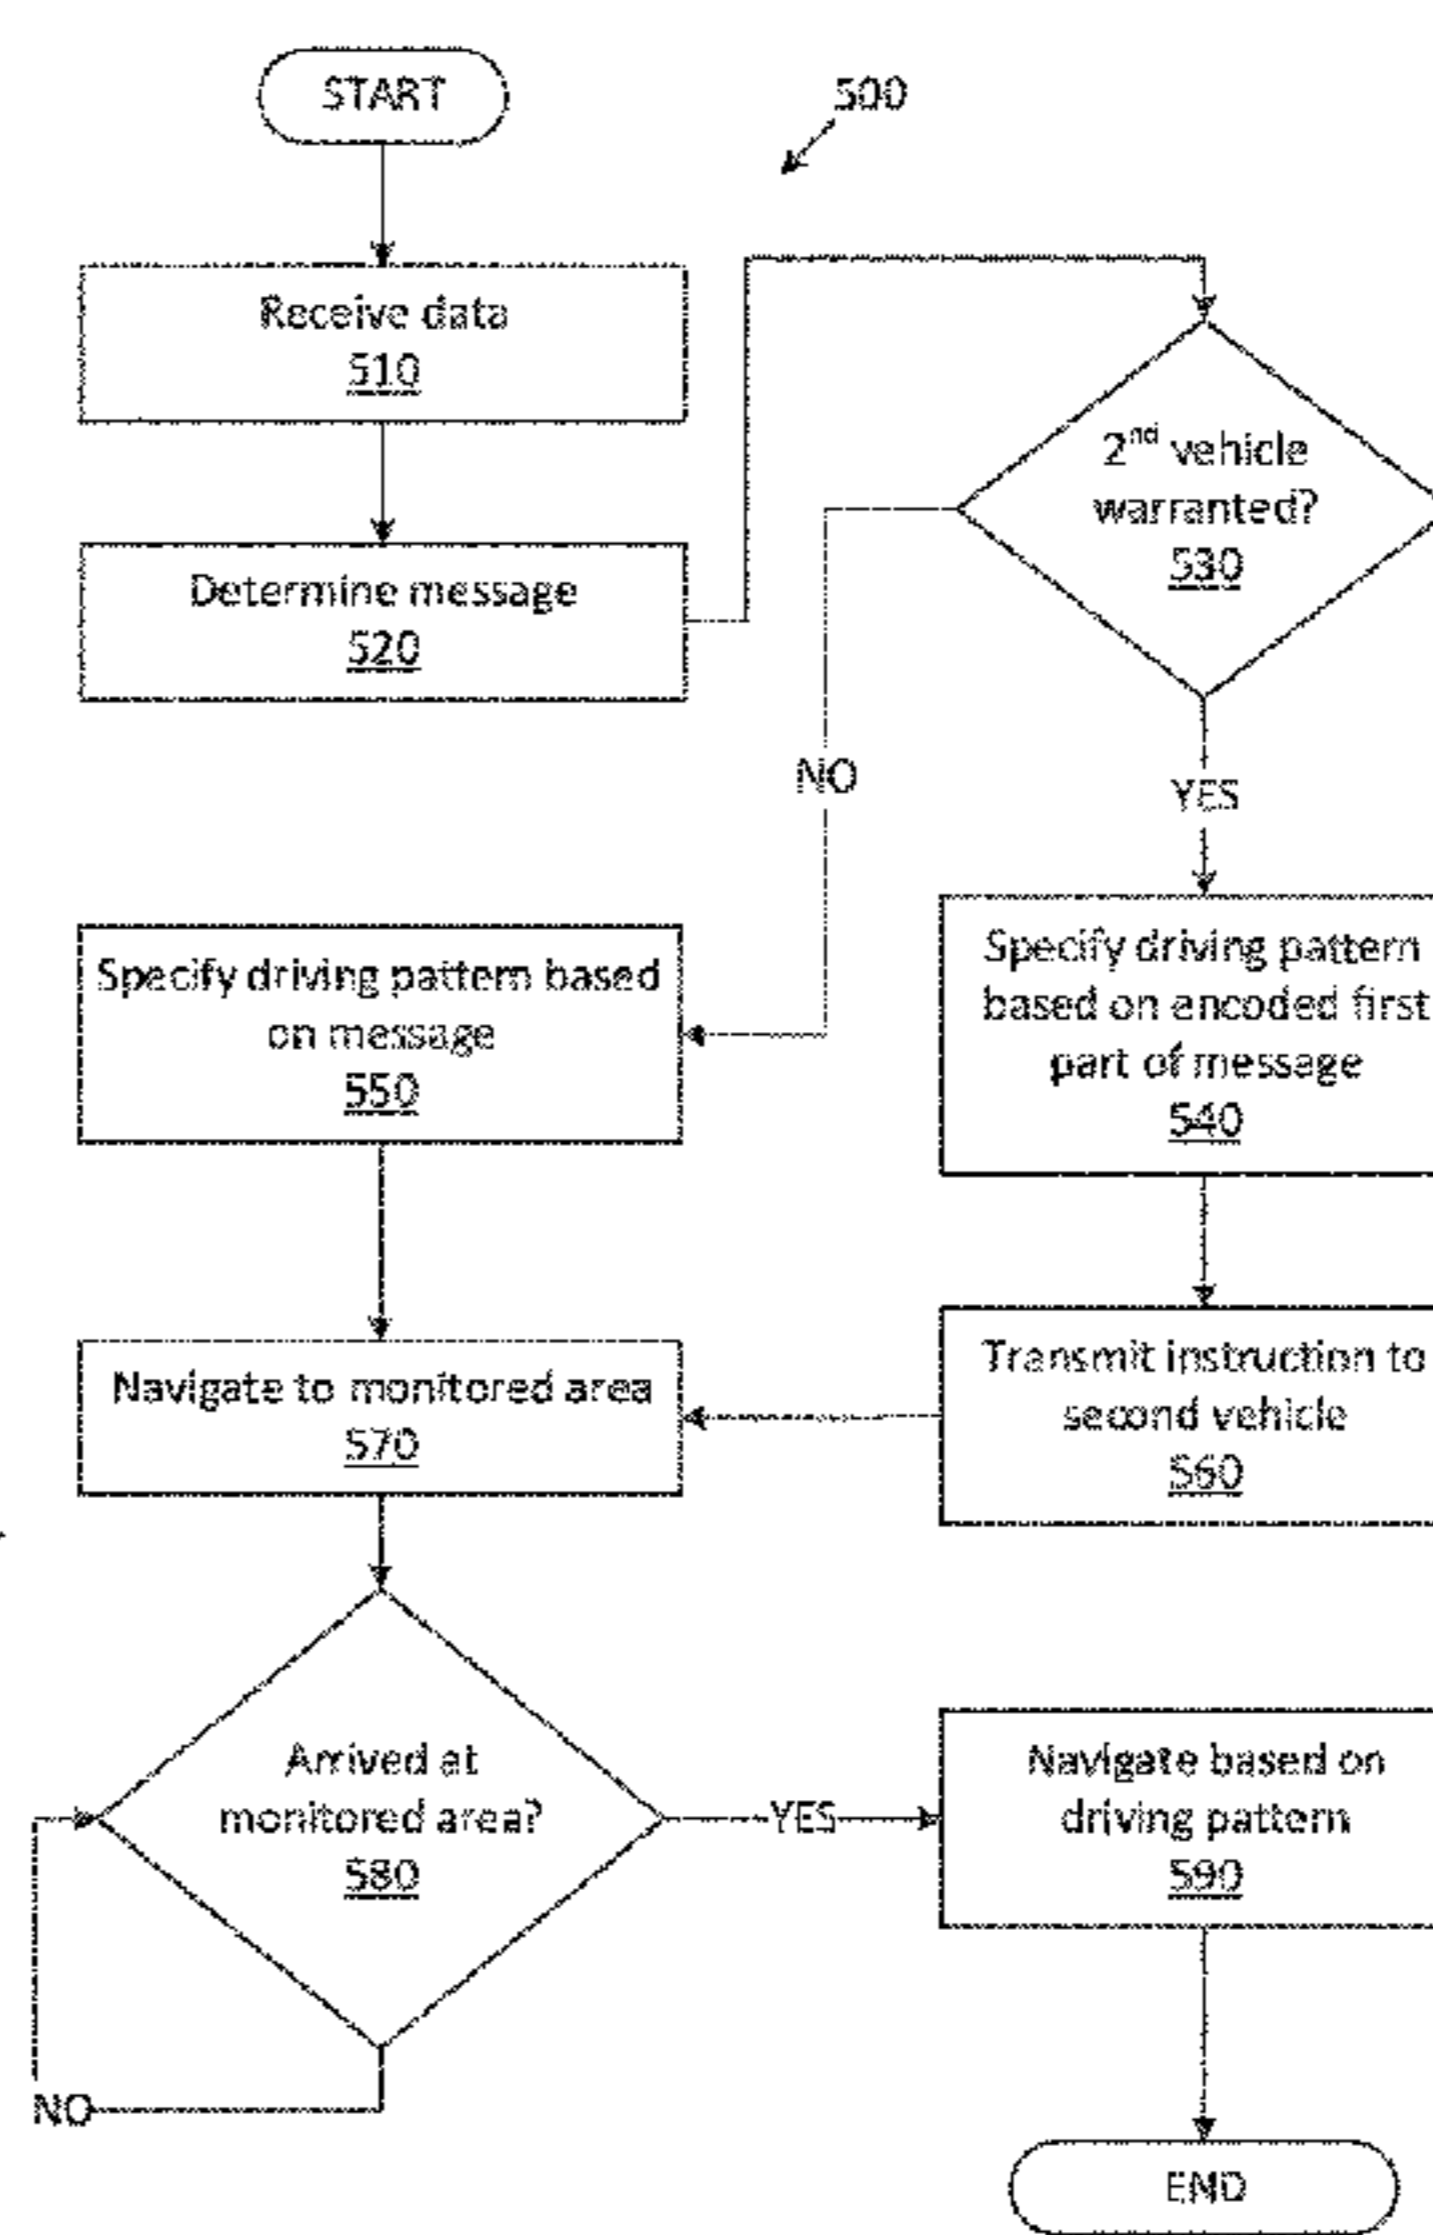 START
500
Receive data
510
Determine message
520
2nd vehicle
warranted?
530
NO
YES
Specify driving pattern
based on encoded first
part of message
540
Specify driving pattern based
on message
550
Transmit instruction to
second vehicle
560
Navigate to monitored area
570
Arrived at
monitored area?
580
YES
NO
Navigate based on
driving pattern
590
END